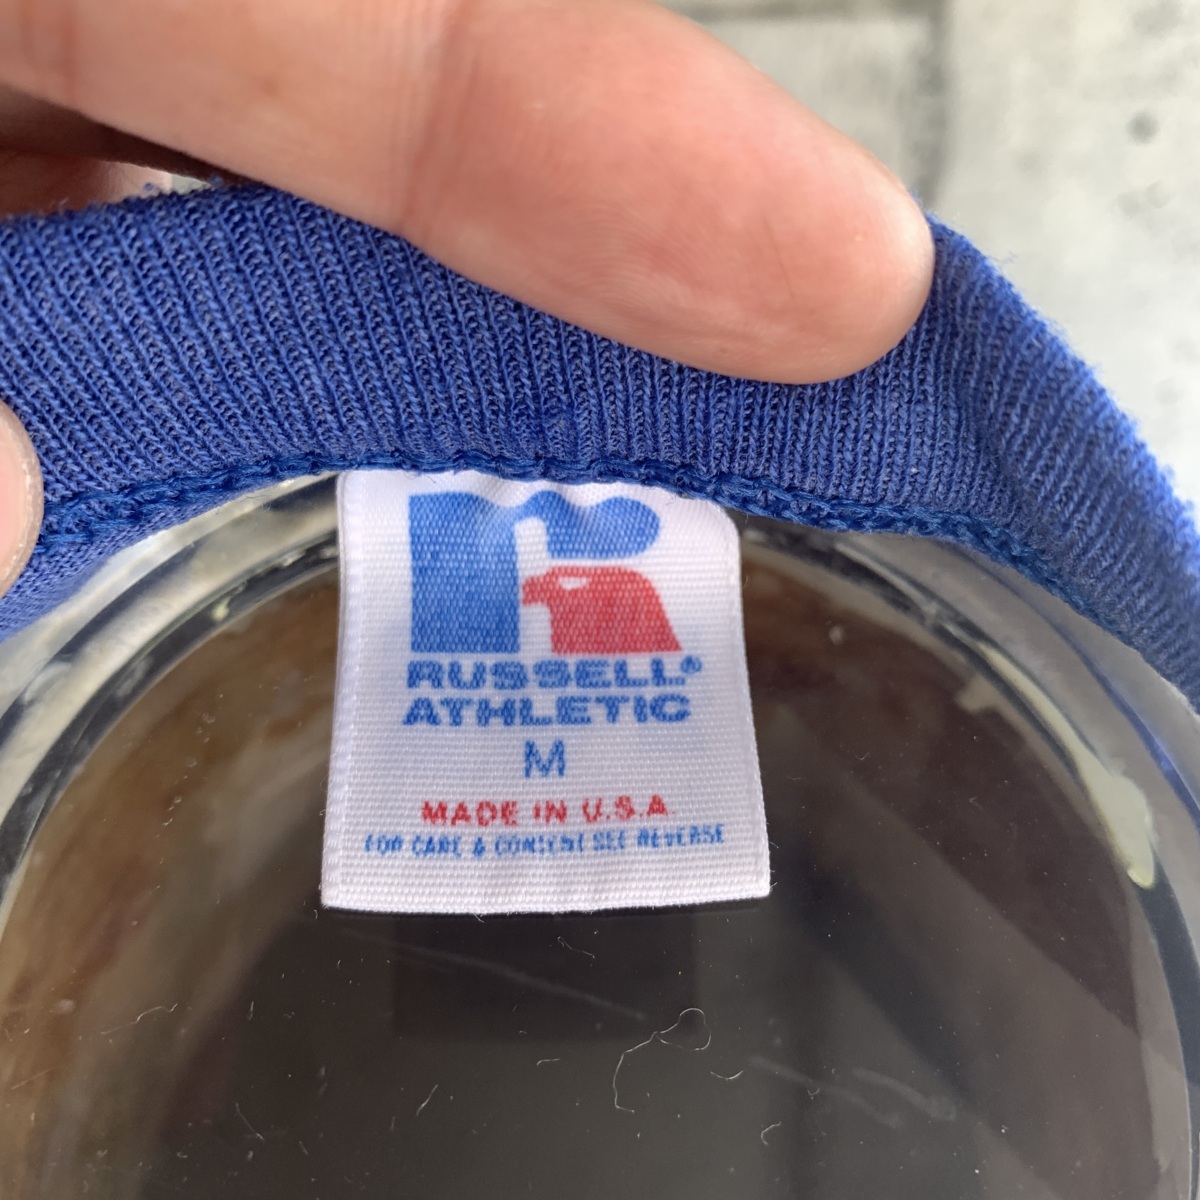 RUSSELL®
ATHLETIC
M
MADE IN U.S.A.
FOR CARE & CONTENT SEE REVERSE